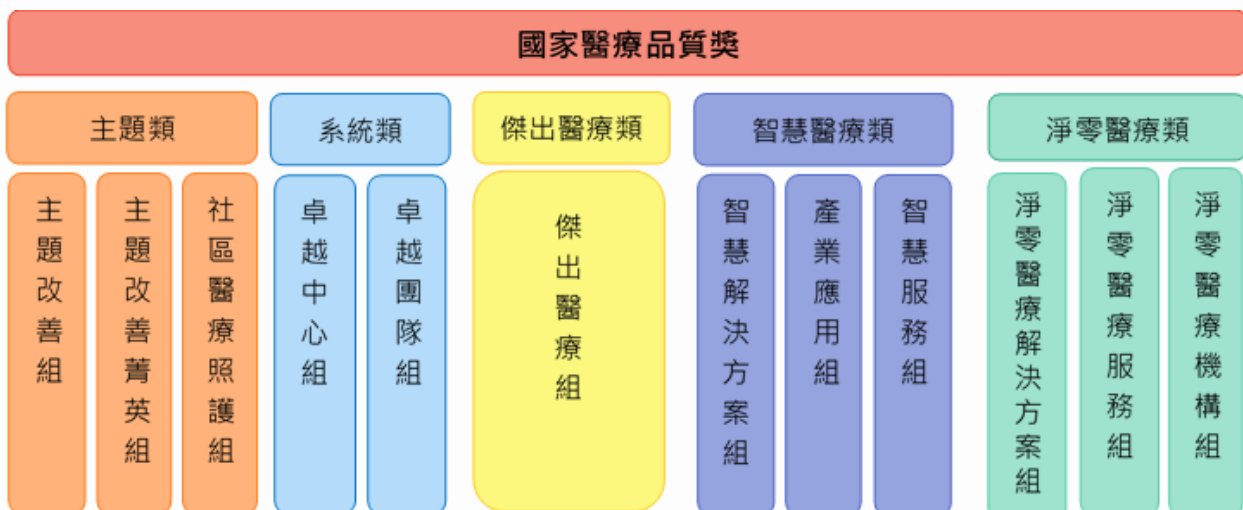 國家醫療品質獎
主題類
系統類
傑出醫療類
智慧醫療類
淨零醫療類
主題改善組
主題改善菁英組
社區醫療照護組
卓越中心組
卓越團隊組
傑出醫療組
智慧解決方案組
產業應用組
智慧服務組
淨零醫療解決方案組
淨零醫療服務組
淨零醫療機構組